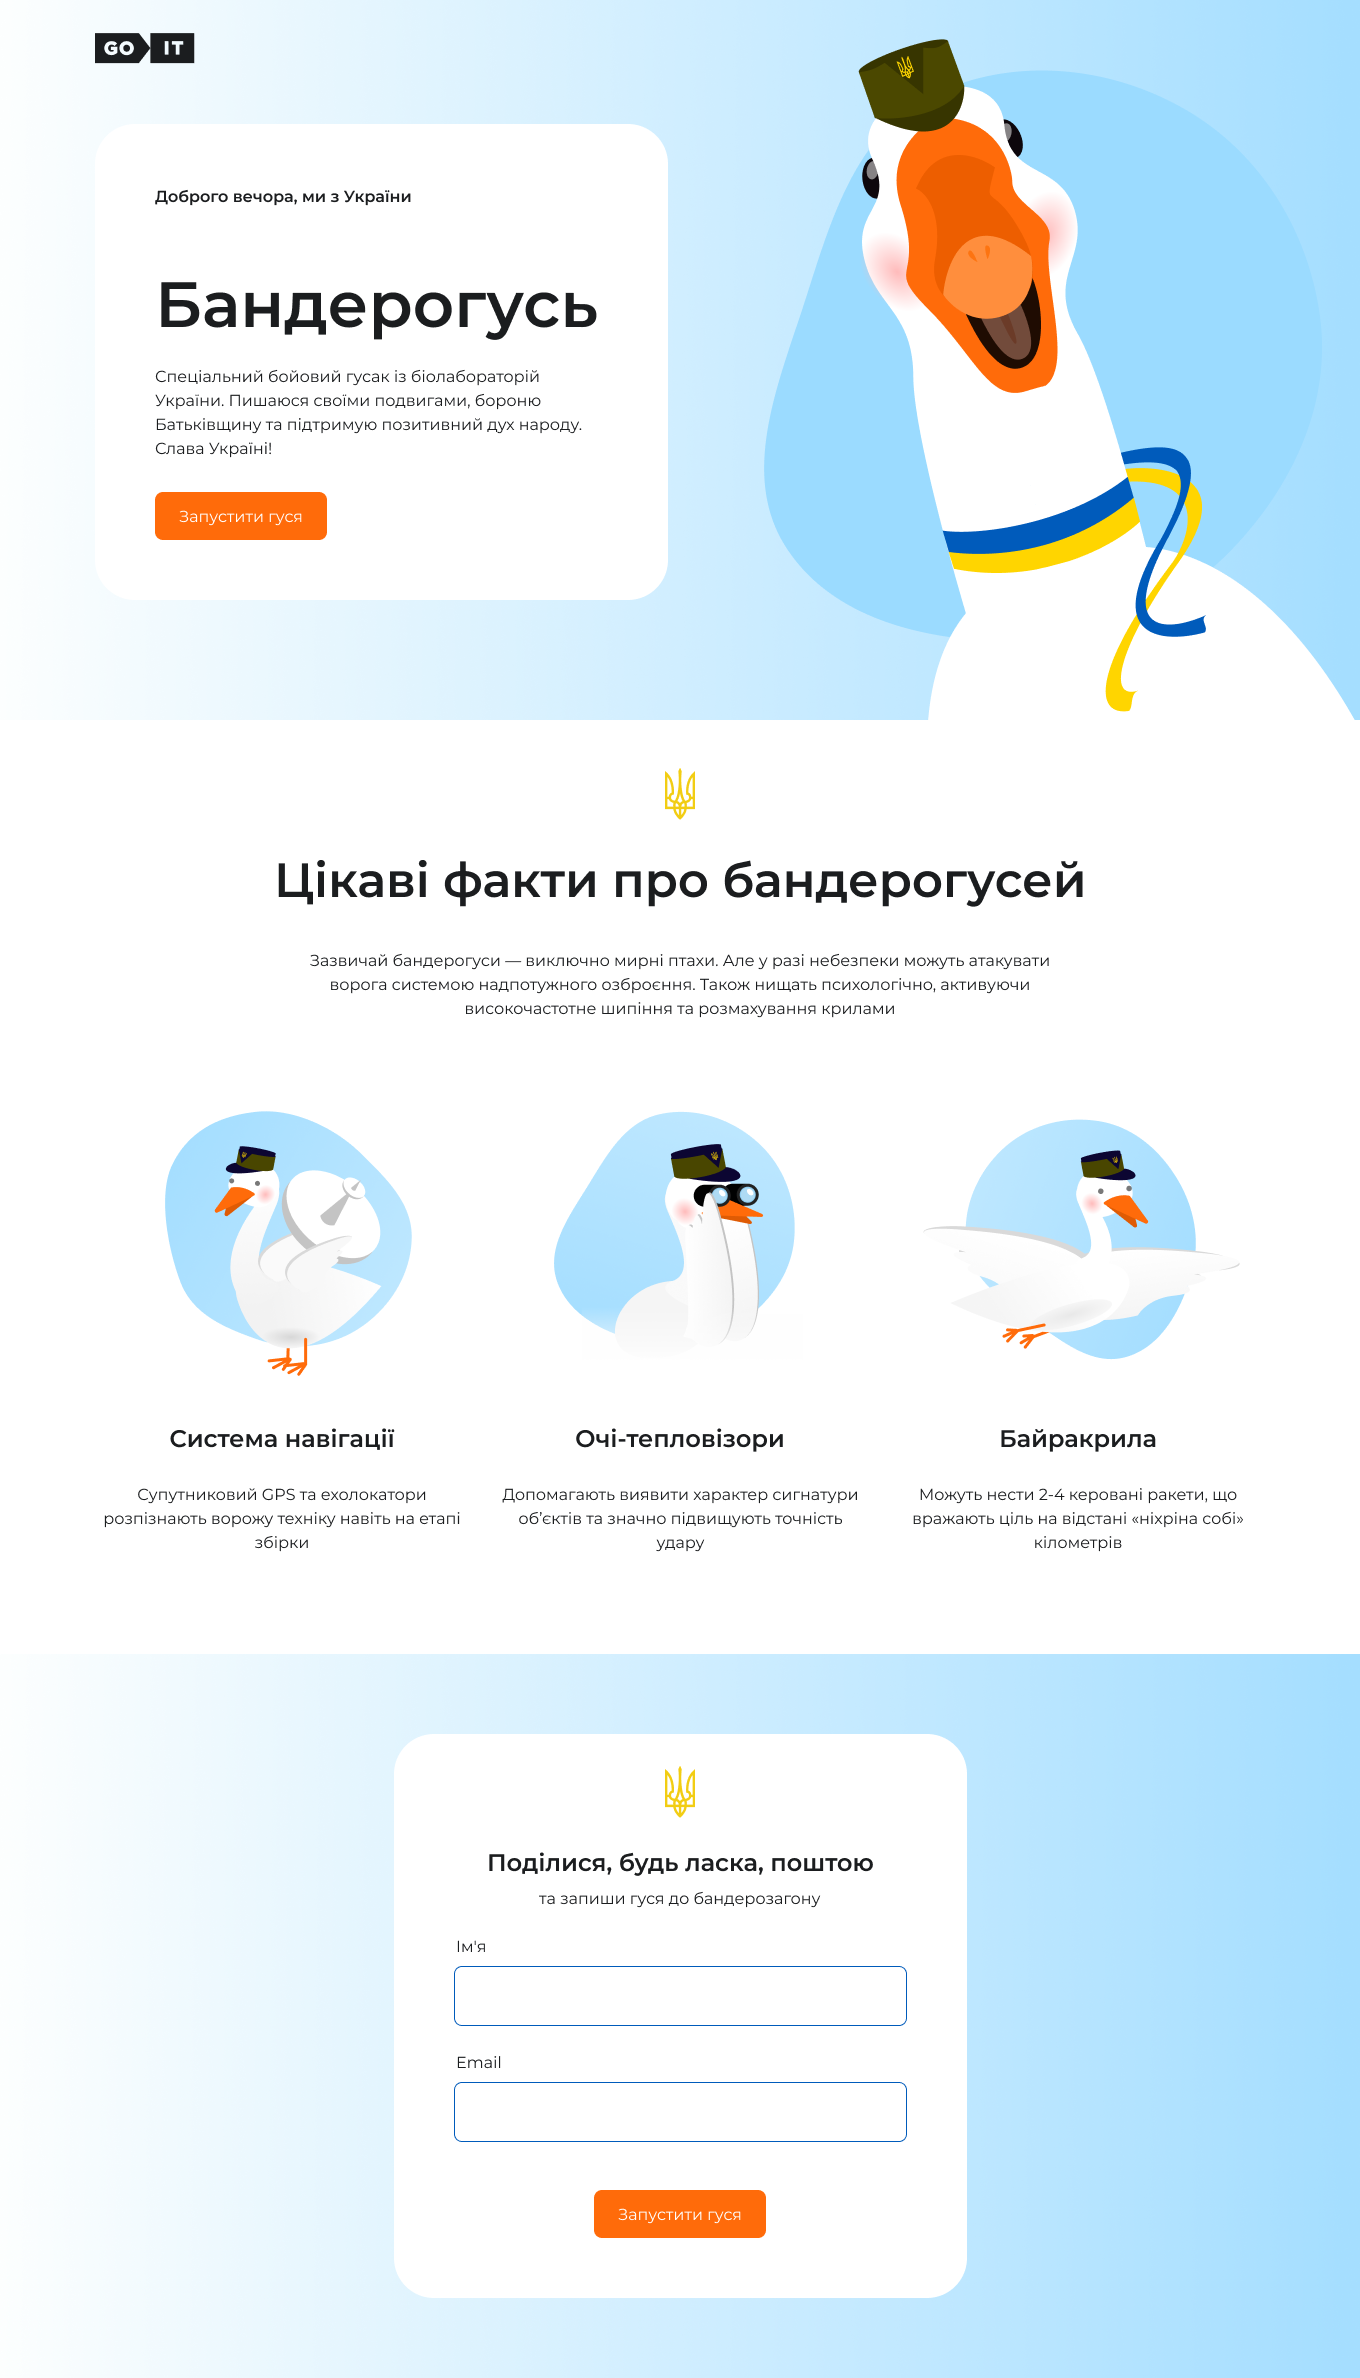 GO IT
Доброго вечора, ми з України
Бандерогусь
Спеціальний бойовий гусак із біолабораторій
України. Пишаюся своїми подвигами, бороню
Батьківщину та підтримую позитивний дух народу.
Слава Україні!
Запустити гуся
Цікаві факти про бандерогусей
Зазвичай бандерогуси — виключно мирні птахи. Але у разі небезпеки можуть атакувати
ворога системою надпотужного озброєння. Також нищать психологічно, активуючи
високочастотне шипіння та розмахування крилами
Система навігації
Супутниковий GPS та ехолокатори
розпізнають ворожу техніку навіть на етапі
збірки
Очі-тепловізори
Допомагають виявити характер сигнатури
об’єктів та значно підвищують точність
удару
Байракрила
Можуть нести 2-4 керовані ракети, що
вражають ціль на відстані «ніхріна собі»
кілометрів
Поділися, будь ласка, поштою
та запиши гуся до бандерозагону
Ім'я
Email
Запустити гуся